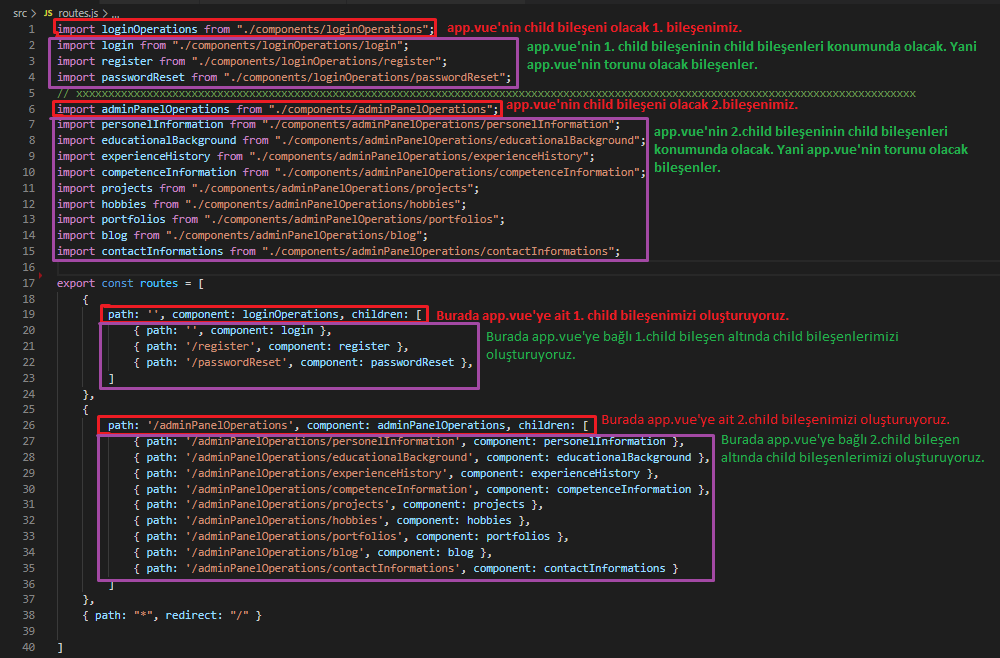 src > JS routes.js > ...
1 import loginOperations from "./components/loginOperations"; app.vue'nin child bileşeni olacak 1. bileşenimiz.
2 import login from "./components/loginOperations/login"; app.vue'nin 1. child bileşeninin child bileşenleri konumunda olacak. Yani
3 import register from "./components/loginOperations/register"; app.vue'nin torunu olacak bileşenler.
4 import passwordReset from "./components/loginOperations/passwordReset";
6 import adminPanelOperations from "./components/adminPanelOperations"; app.vue'nin child bileşeni olacak 2.bileşenimiz.
7 import personelInformation from "./components/adminPanelOperations/personelInformation";
8 import educationalBackground from "./components/adminPanelOperations/educationalBackground"; app.vue'nin 2.child bileşeninin child bileşenleri
9 import experienceHistory from "./components/adminPanelOperations/experienceHistory"; konumunda olacak. Yani app.vue'nin torunu olacak
10 import competenceInformation from "./components/adminPanelOperations/competenceInformation"; bileşenler.
11 import projects from "./components/adminPanelOperations/projects";
12 import hobbies from "./components/adminPanelOperations/hobbies";
13 import portfolios from "./components/adminPanelOperations/portfolios";
14 import blog from "./components/adminPanelOperations/blog";
15 import contactInformations from "./components/adminPanelOperations/contactInformations";
16
17 export const routes = [
18 {
19 path: '', component: loginOperations, children: [ Burada app.vue'ye ait 1. child bileşenimizi oluşturuyoruz.
20 { path: '', component: login },
21 { path: '/register', component: register }, Burada app.vue'ye bağlı 1.child bileşen altında child bileşenlerimizi
22 { path: '/passwordReset', component: passwordReset }, oluşturuyoruz.
23 ]
24 },
25 {
26 path: '/adminPanelOperations', component: adminPanelOperations, children: [ Burada app.vue'ye ait 2.child bileşenimizi oluşturuyoruz.
27 { path: '/adminPanelOperations/personelInformation', component: personelInformation }, Burada app.vue'ye bağlı 2.child bileşen
28 { path: '/adminPanelOperations/educationalBackground', component: educationalBackground }, altında child bileşenlerimizi oluşturuyoruz.
29 { path: '/adminPanelOperations/experienceHistory', component: experienceHistory },
30 { path: '/adminPanelOperations/competenceInformation', component: competenceInformation },
31 { path: '/adminPanelOperations/projects', component: projects },
32 { path: '/adminPanelOperations/hobbies', component: hobbies },
33 { path: '/adminPanelOperations/portfolios', component: portfolios },
34 { path: '/adminPanelOperations/blog', component: blog },
35 { path: '/adminPanelOperations/contactInformations', component: contactInformations }
36 ]
37 },
38 { path: "*", redirect: "/" }
39
40 ]